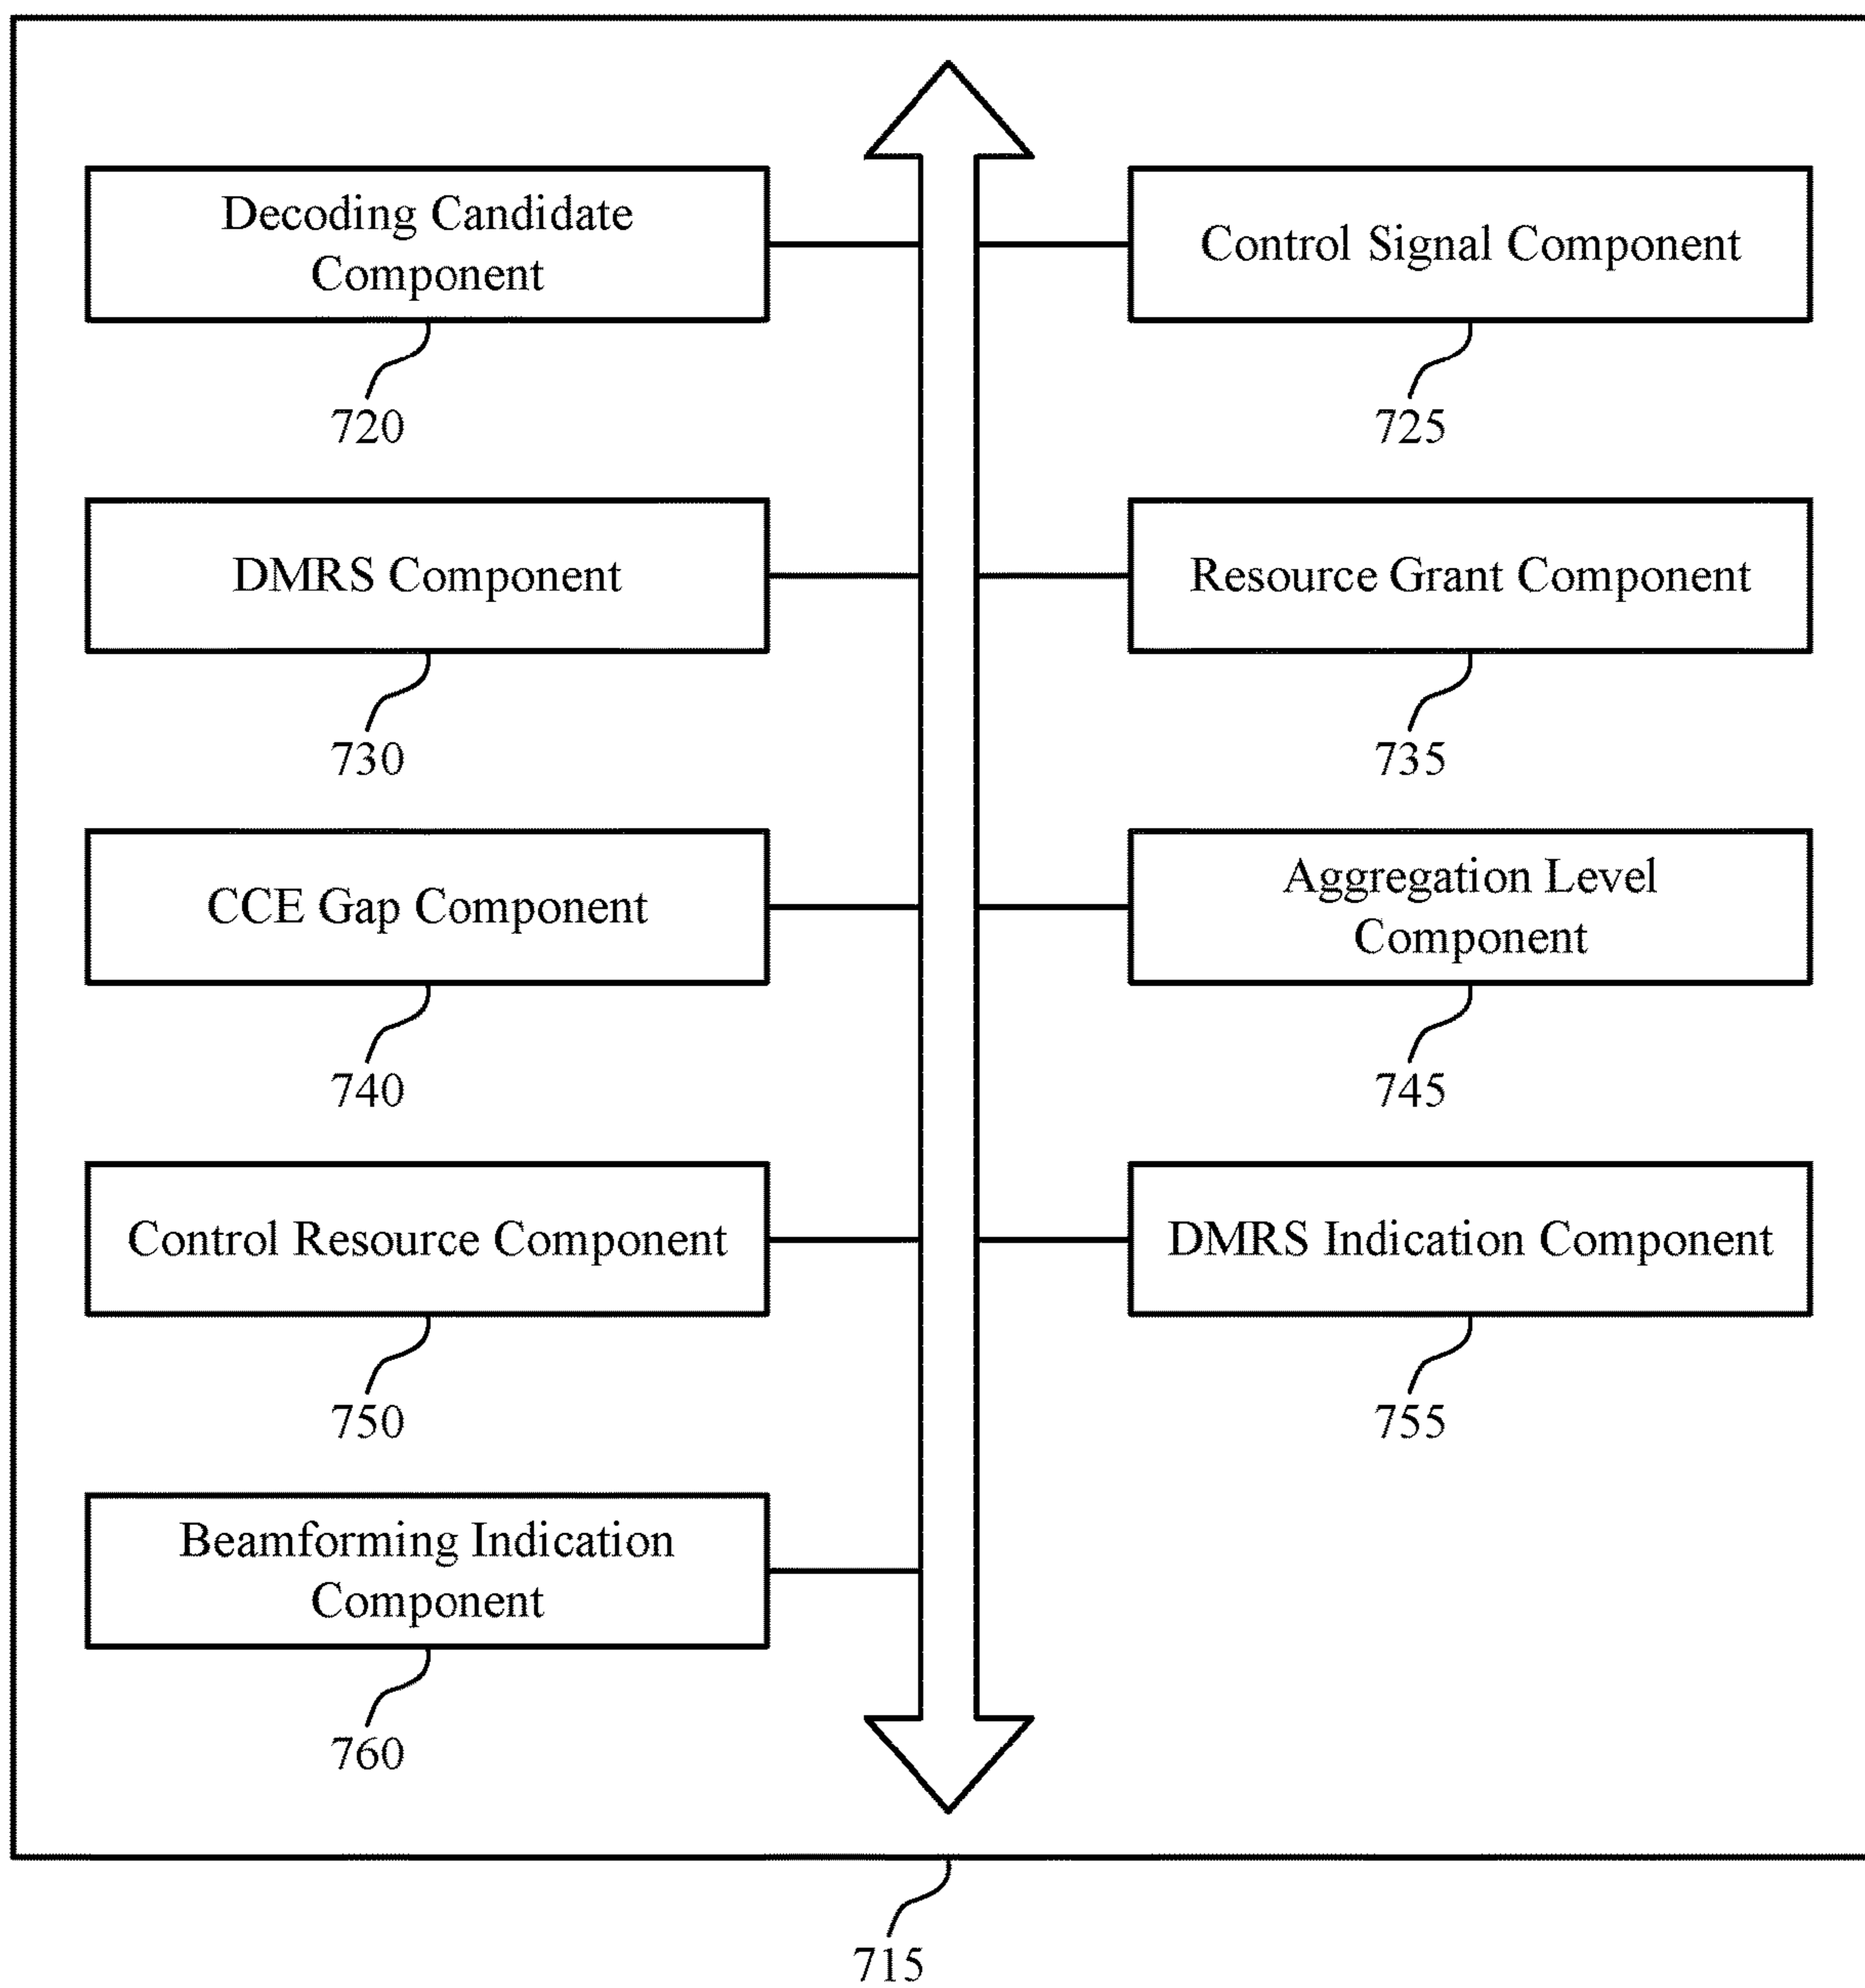 Decoding Candidate
Component
720
Control Signal Component
725
DMRS Component
730
Resource Grant Component
735
CCE Gap Component
740
Aggregation Level
Component
745
Control Resource Component
750
DMRS Indication Component
755
Beamforming Indication
Component
760
715